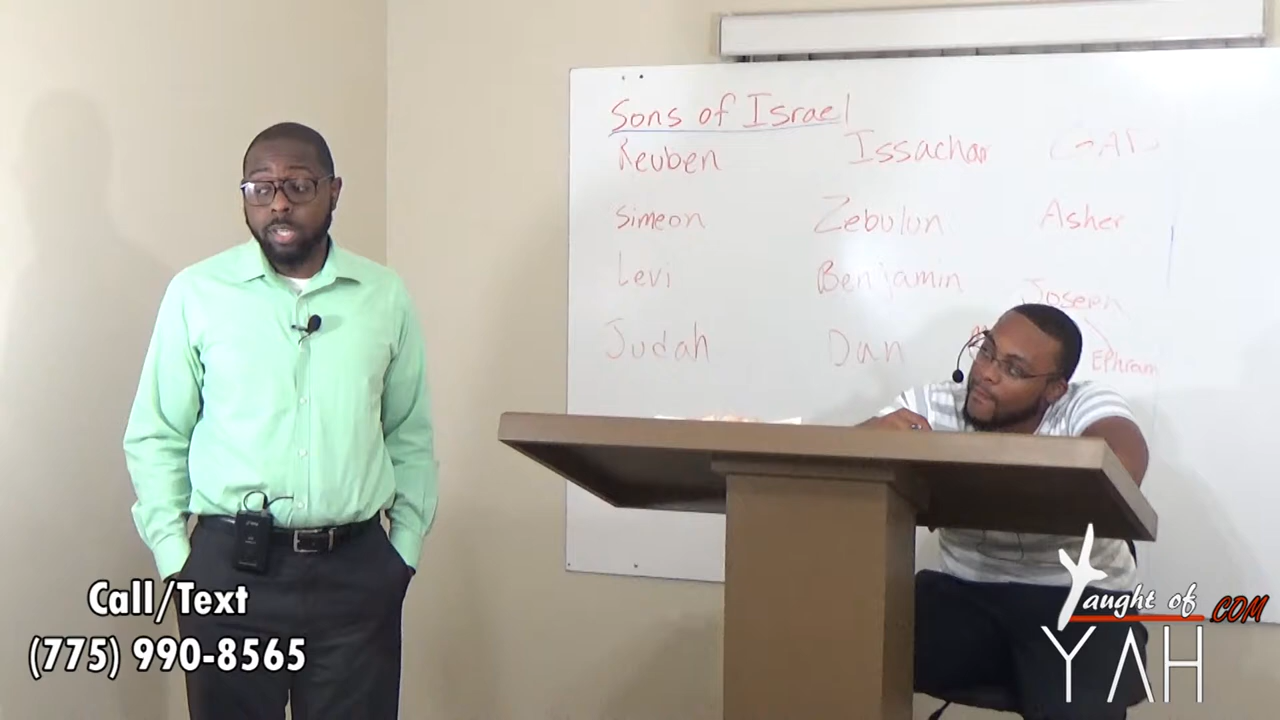 Sons of Israel
Reuben Issachar GAD
Simeon Zebulun Asher
Levi Benjamin Joseph
Judah Dan Ephram
Call/Text
(775) 990-8565
Taught of .COM
YAH